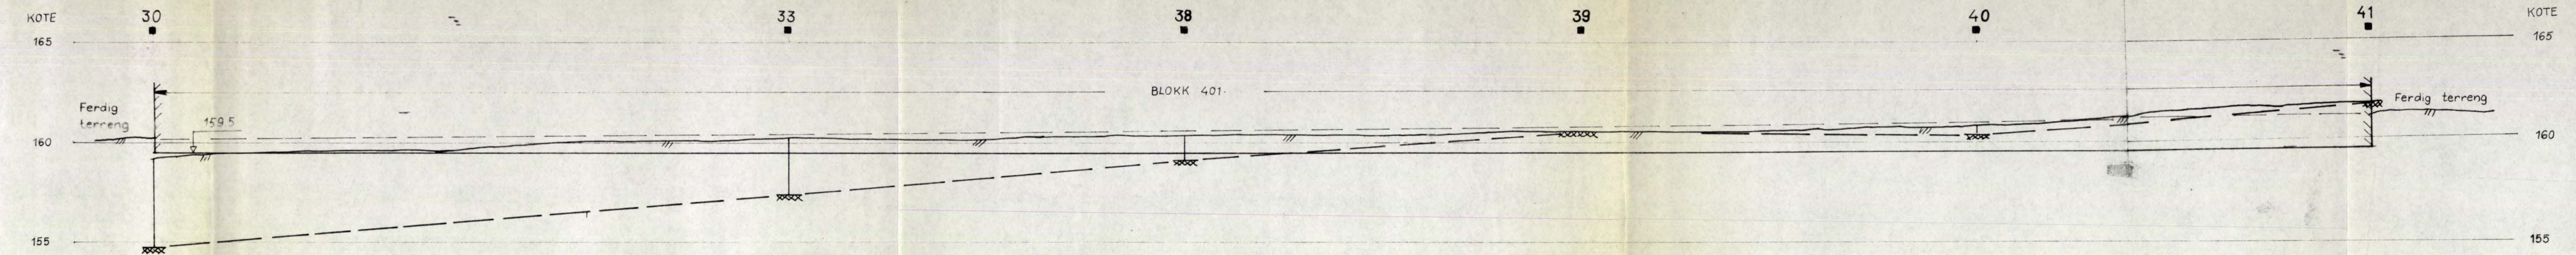 KOTE 30 33 38 39 40 41 KOTE
165 165
BLOKK 401
Ferdig
terreng
159.5
Ferdig terreng
160 160
155 155